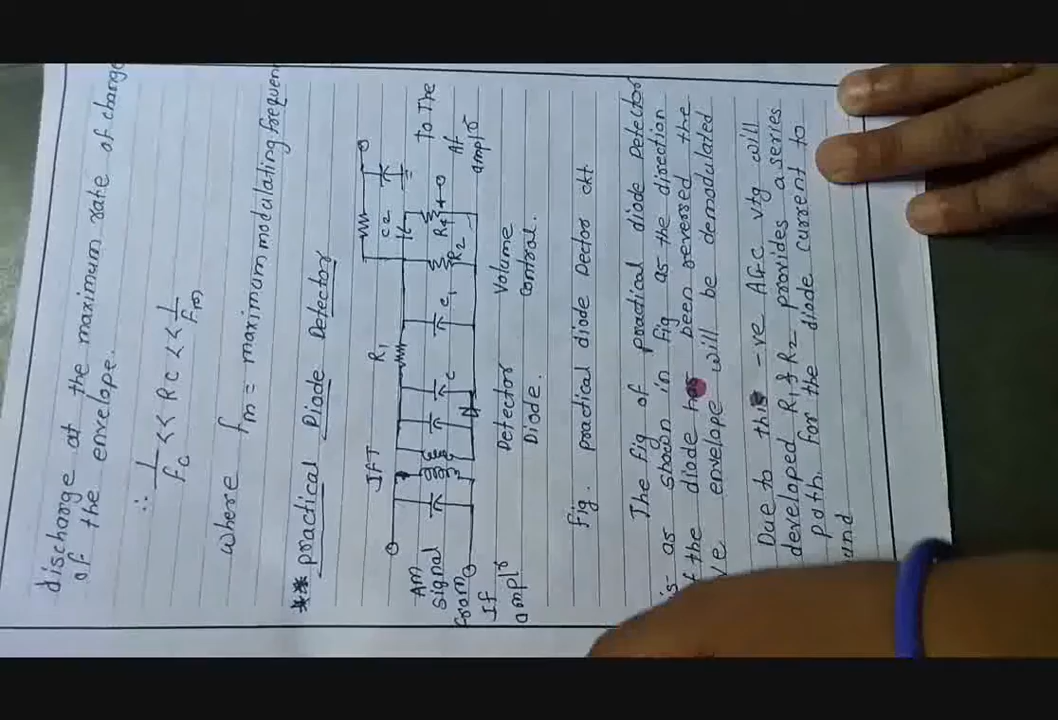 discharge at the maximum rate of change
of the envelope.
∴ 1/fc << RC << 1/fm
where fm = maximum modulating frequen
*** practical Diode Detector
IFT
R1
C
C1
C2
R2
R4
AM
Signal
from
If
ampl^r
to The
Af
ampl^r
Detector
Diode.
Volume
Control.
fig. practical diode Dector ckt.
The fig of practical diode Detector
is as shown in fig as the direction
f the diode has been reversed the
ve envelope will be demodulated
Due to this -ve AGC vtg will
developed R1 & R2 provides a series
path for the diode current to
und